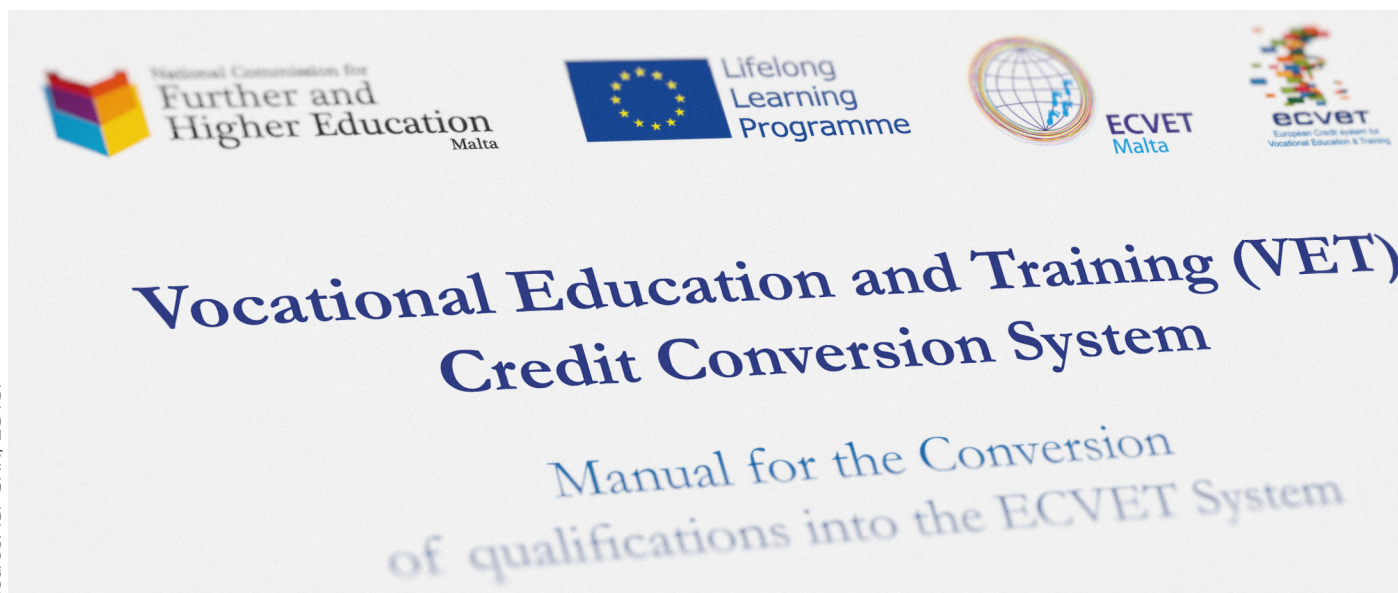 National Commission for
Further and
Higher Education
Malta
Lifelong
Learning
Programme
ECVET
Malta
ecvet
European Credit system for
Vocational Education & Training
Vocational Education and Training (VET)
Credit Conversion System
Manual for the Conversion
of qualifications into the ECVET System